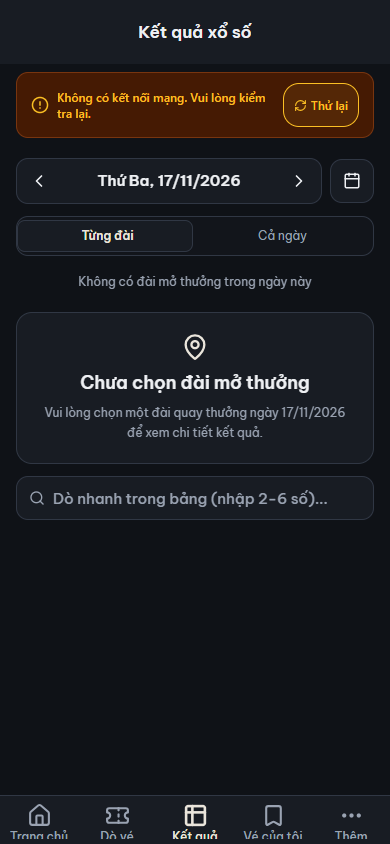 Kết quả xổ số
Không có kết nối mạng. Vui lòng kiểm
tra lại.
Thử lại
Thứ Ba, 17/11/2026
Từng đài
Cả ngày
Không có đài mở thưởng trong ngày này
Chưa chọn đài mở thưởng
Vui lòng chọn một đài quay thưởng ngày 17/11/2026
để xem chi tiết kết quả.
Dò nhanh trong bảng (nhập 2-6 số)...
Trang chủ
Dò vé
Kết quả
Vé của tôi
Thêm